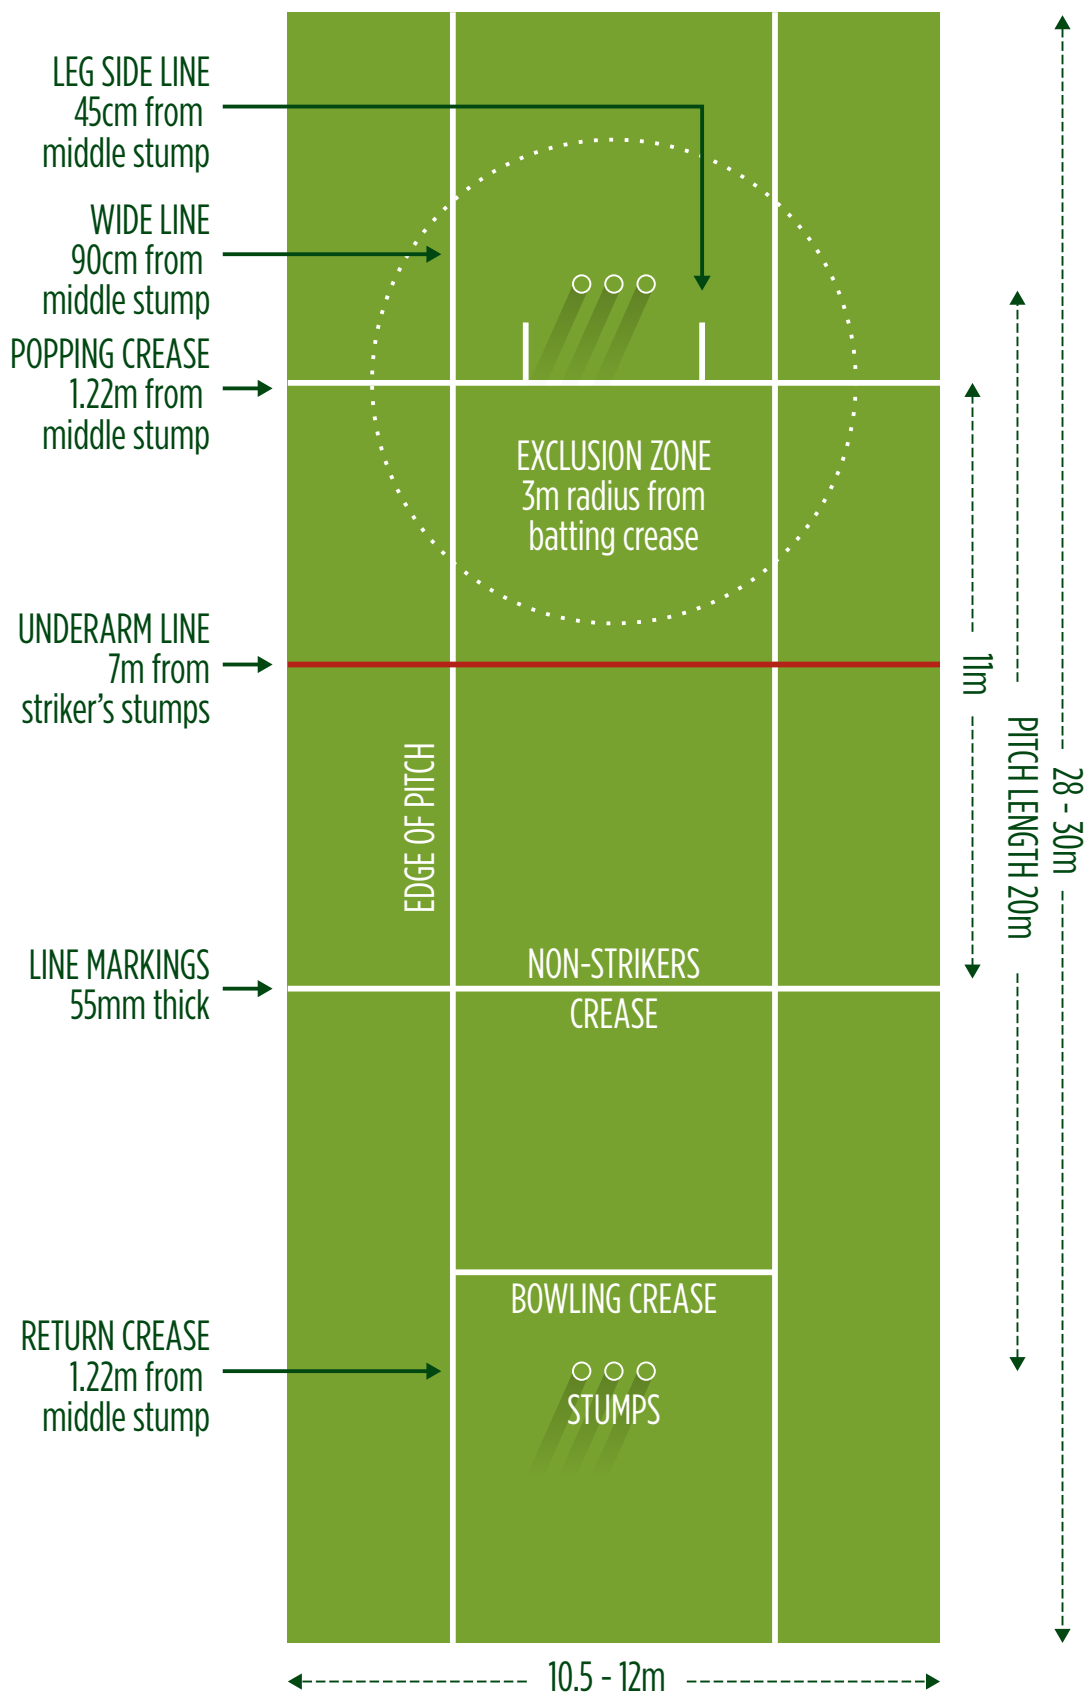 LEG SIDE LINE
45cm from
middle stump
WIDE LINE
90cm from
middle stump
POPPING CREASE
1.22m from
middle stump
EXCLUSION ZONE
3m radius from
batting crease
UNDERARM LINE
7m from
striker’s stumps
11m
PITCH LENGTH 20m
28 - 30m
EDGE OF PITCH
LINE MARKINGS
55mm thick
NON-STRIKERS
CREASE
BOWLING CREASE
RETURN CREASE
1.22m from
middle stump
STUMPS
10.5 - 12m